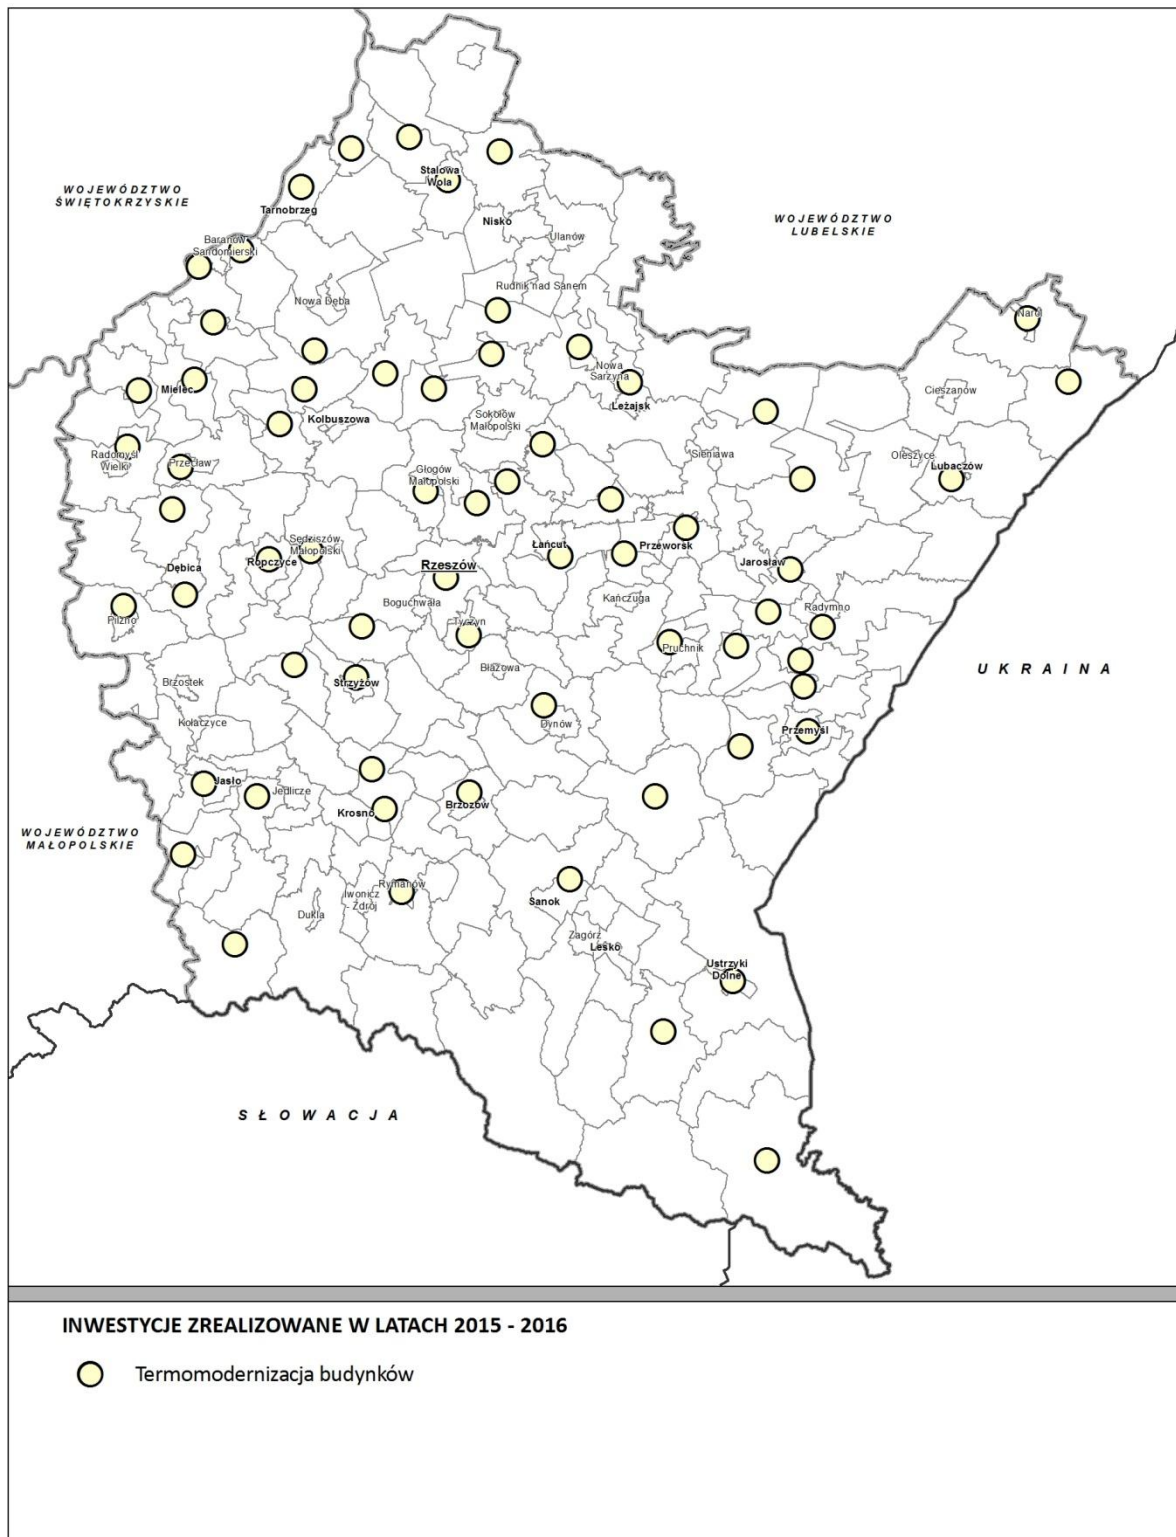 Stalowa
Wola
WOJEWÓDZTWO
ŚWIĘTOKRZYSKIE
Tarnobrzeg
Nisko
WOJEWÓDZTWO
LUBELSKIE
Ulanów
Baranów
Sandomierski
Rudnik nad Sanem
Nowa Dęba
Narol
Nowa
Sarzyna
Mielec
Cieszanów
Leżajsk
Kolbuszowa
Sokołów
Małopolski
Radomyśl
Wielki
Przecław
Sieniawa
Oleszyce
Lubaczów
Głogów
Małopolski
Sędziszów
Małopolski
Ropczyce
Łańcut
Przeworsk
Jarosław
Dębica
Rzeszów
Boguchwała
Kańczuga
Radymno
Pilzno
Tyczyn
Pruchnik
Błażowa
UKRAINA
Brzostek
Strzyżów
Kołaczyce
Dynów
Przemyśl
Jasło
Jedlicze
Krosno
Brzozów
WOJEWÓDZTWO
MAŁOPOLSKIE
Rymanów
Iwonicz
- Zdrój
Dukla
Sanok
Zagórz
Lesko
Ustrzyki
Dolne
SŁOWACJA
INWESTYCJE ZREALIZOWANE W LATACH 2015 - 2016
Termomodernizacja budynków